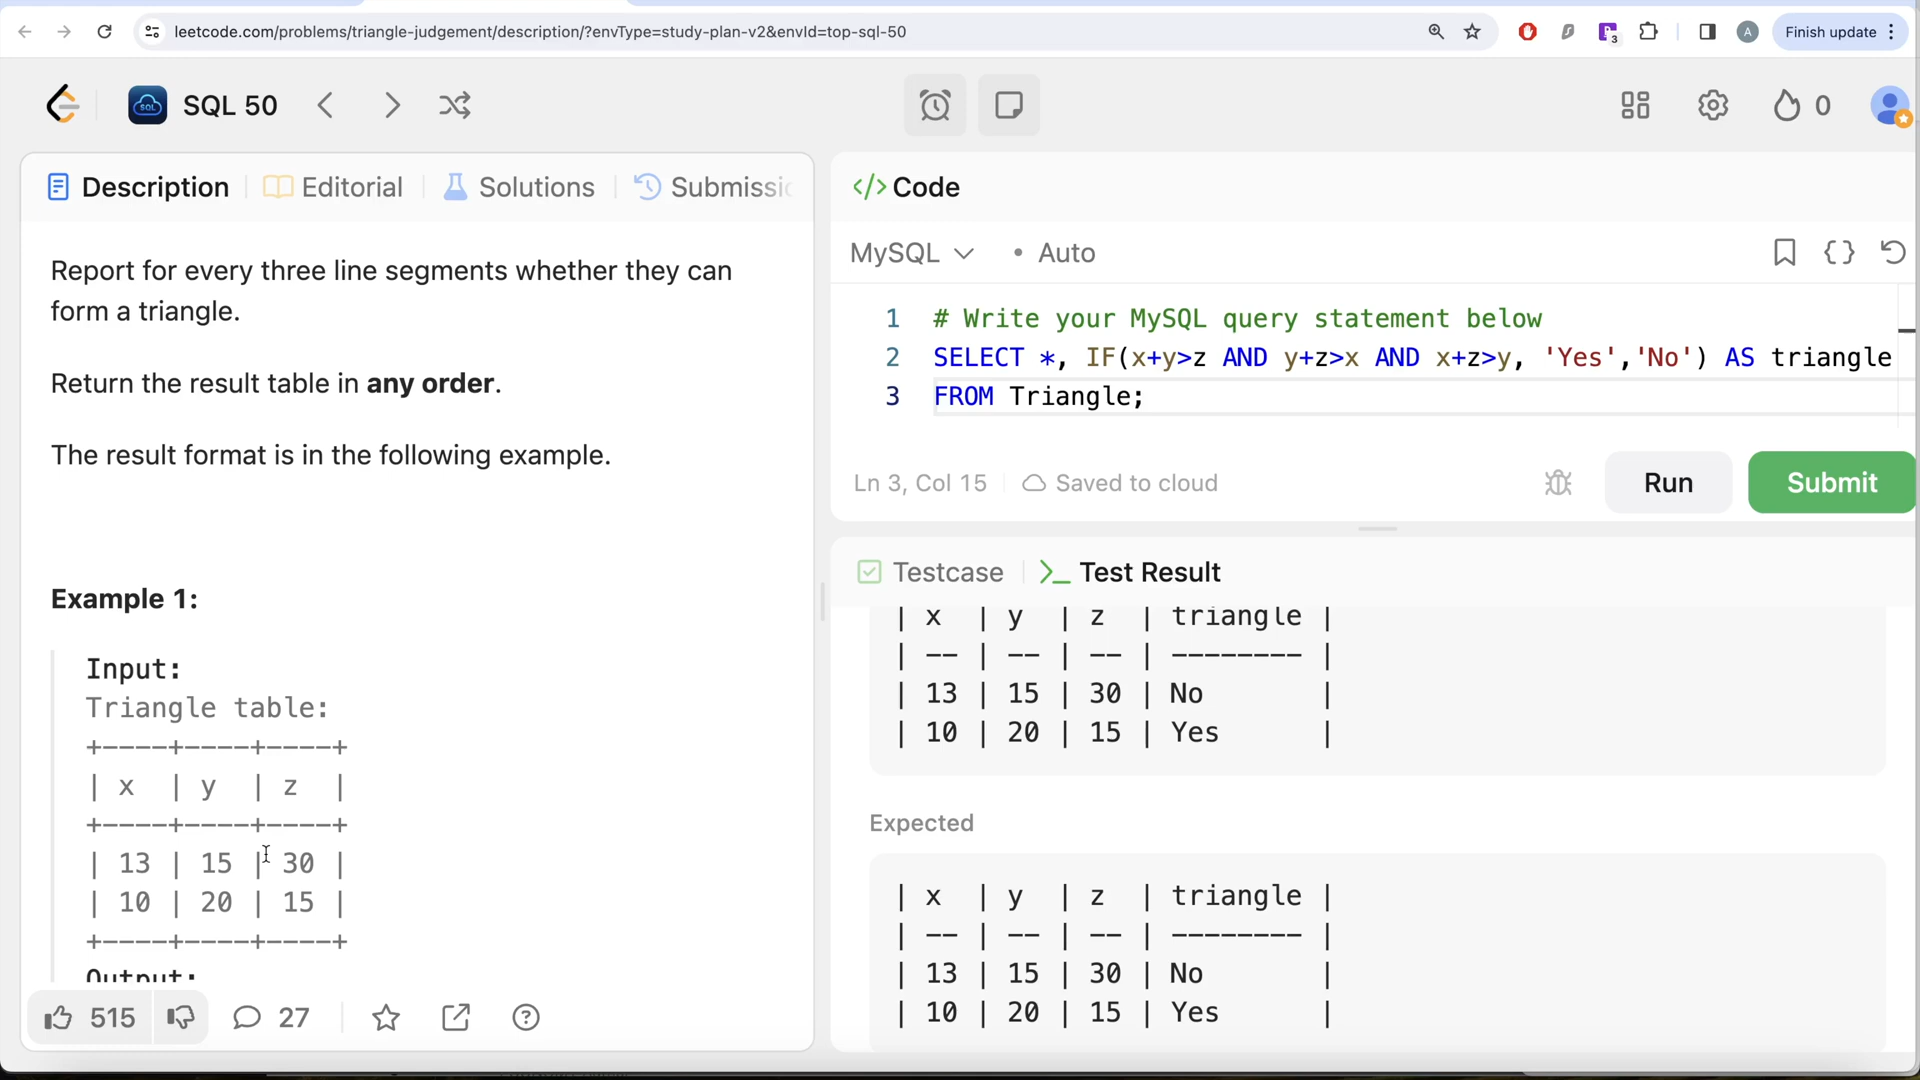 leetcode.com/problems/triangle-judgement/description/?envType=study-plan-v2&envId=top-sql-50
3
A
Finish update
SQL
SQL 50
0
Description
Editorial
Solutions
Submissio
Report for every three line segments whether they can
form a triangle.
Return the result table in any order.
The result format is in the following example.
Example 1:
Input:
Triangle table:
+----+----+----+
| x  | y  | z  |
+----+----+----+
| 13 | 15 | 30 |
| 10 | 20 | 15 |
+----+----+----+
Output:
515
27
</> Code
MySQL
• Auto
1 # Write your MySQL query statement below
2 SELECT *, IF(x+y>z AND y+z>x AND x+z>y, 'Yes','No') AS triangle
3 FROM Triangle;
Ln 3, Col 15
Saved to cloud
Run
Submit
Testcase
>_ Test Result
| x  | y  | z  | triangle |
| -- | -- | -- | -------- |
| 13 | 15 | 30 | No       |
| 10 | 20 | 15 | Yes      |
Expected
| x  | y  | z  | triangle |
| -- | -- | -- | -------- |
| 13 | 15 | 30 | No       |
| 10 | 20 | 15 | Yes      |